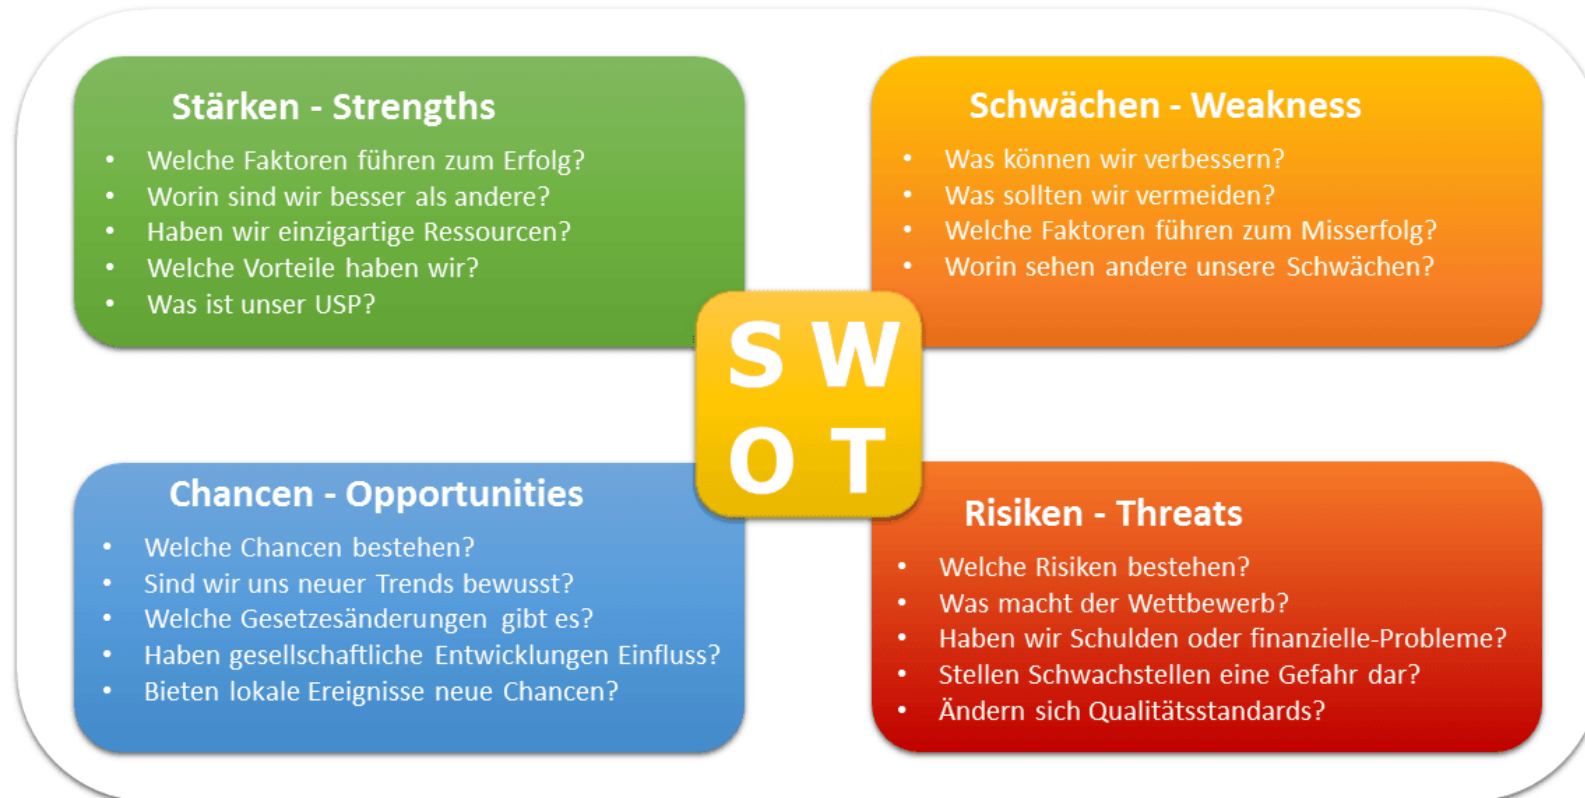 Stärken - Strengths
• Welche Faktoren führen zum Erfolg?
• Worin sind wir besser als andere?
• Haben wir einzigartige Ressourcen?
• Welche Vorteile haben wir?
• Was ist unser USP?
Schwächen - Weakness
• Was können wir verbessern?
• Was sollten wir vermeiden?
• Welche Faktoren führen zum Misserfolg?
• Worin sehen andere unsere Schwächen?
S W
O T
Chancen - Opportunities
• Welche Chancen bestehen?
• Sind wir uns neuer Trends bewusst?
• Welche Gesetzesänderungen gibt es?
• Haben gesellschaftliche Entwicklungen Einfluss?
• Bieten lokale Ereignisse neue Chancen?
Risiken - Threats
• Welche Risiken bestehen?
• Was macht der Wettbewerb?
• Haben wir Schulden oder finanzielle-Probleme?
• Stellen Schwachstellen eine Gefahr dar?
• Ändern sich Qualitätsstandards?